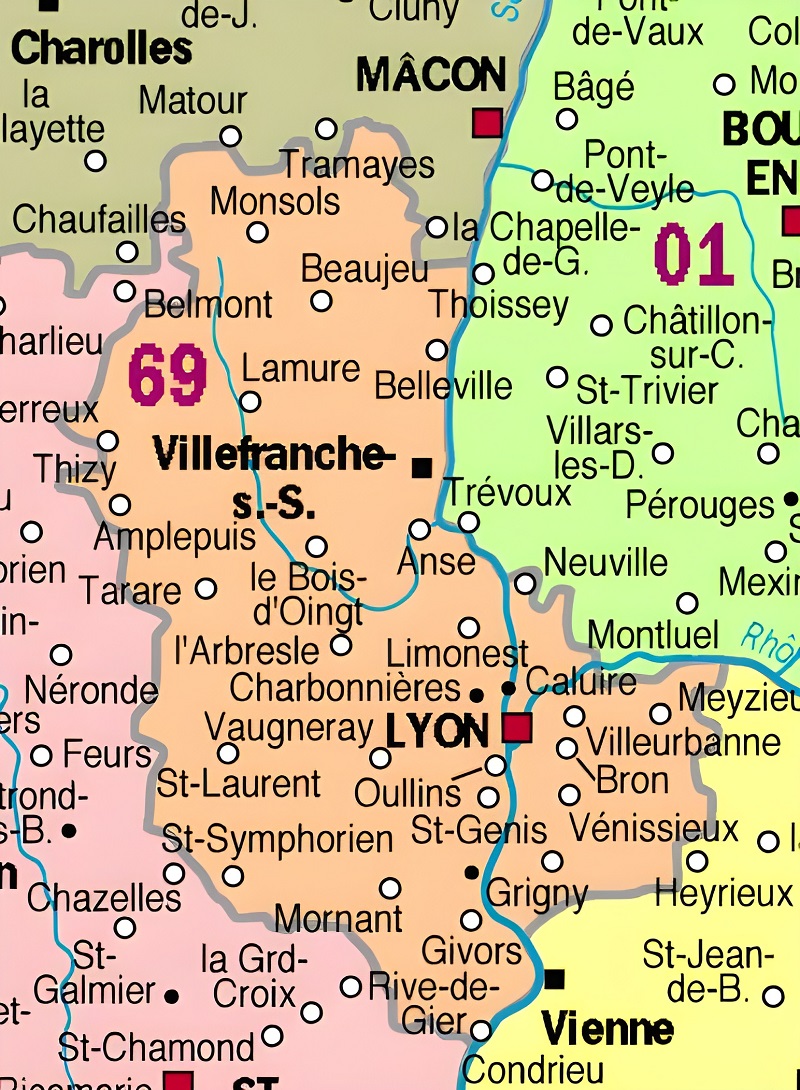 de-J.
Cluny
Pont-
de-Vaux
Col
Charolles
MÂCON
la
layette
Matour
Bâgé
Mo
BOU
EN
Tramayes
Pont-
de-Veyle
Monsols
Chaufailles
la Chapelle-
de-G.
01
Beaujeu
Br
Belmont
Thoissey
harlieu
Châtillon-
sur-C.
69
Lamure
Belleville
St-Trivier
erreux
Villars-
les-D.
Cha
Villefranche-
s.-S.
Thizy
Trévoux
Pérouges
u
Amplepuis
Anse
S
orien
Tarare
le Bois-
d'Oingt
Neuville
Mexin
in-
l'Arbresle
Limonest
Montluel
Rhô
Néronde
Charbonnières
Caluire
Meyzieu
ers
Vaugneray
LYON
Villeurbanne
Feurs
St-Laurent
Oullins
Bron
trond-
s-B.
St-Symphorien
St-Genis
Vénissieux
n
Chazelles
Mornant
Grigny
Heyrieux
St-
Galmier
la Grd-
Croix
Rive-de-
Gier
Givors
St-Jean-
de-B.
et-
St-Chamond
Vienne
Condrieu
Ricamarie
ST